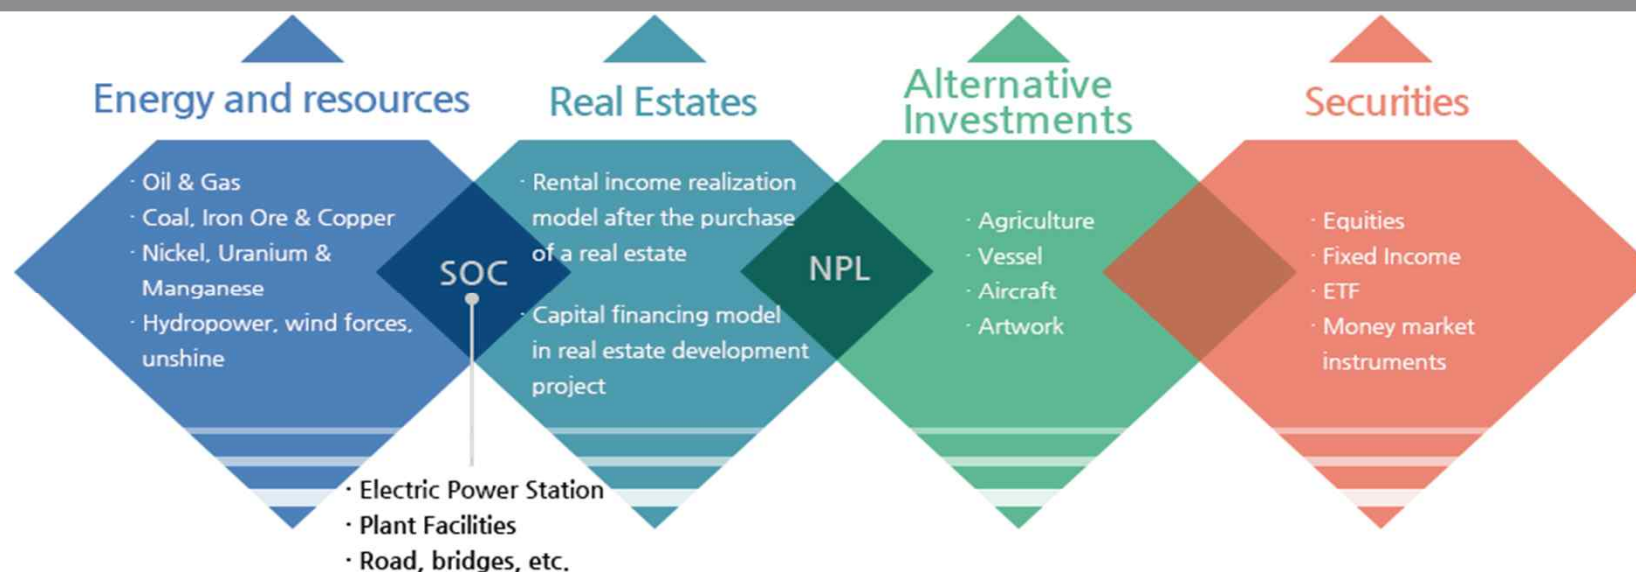 Energy and resources
· Oil & Gas
· Coal, Iron Ore & Copper
· Nickel, Uranium &
Manganese
· Hydropower, wind forces,
unshine
SOC
· Electric Power Station
· Plant Facilities
· Road, bridges, etc.
Real Estates
· Rental income realization
model after the purchase
of a real estate
· Capital financing model
in real estate development
project
NPL
Alternative
Investments
· Agriculture
· Vessel
· Aircraft
· Artwork
Securities
· Equities
· Fixed Income
· ETF
· Money market
instruments